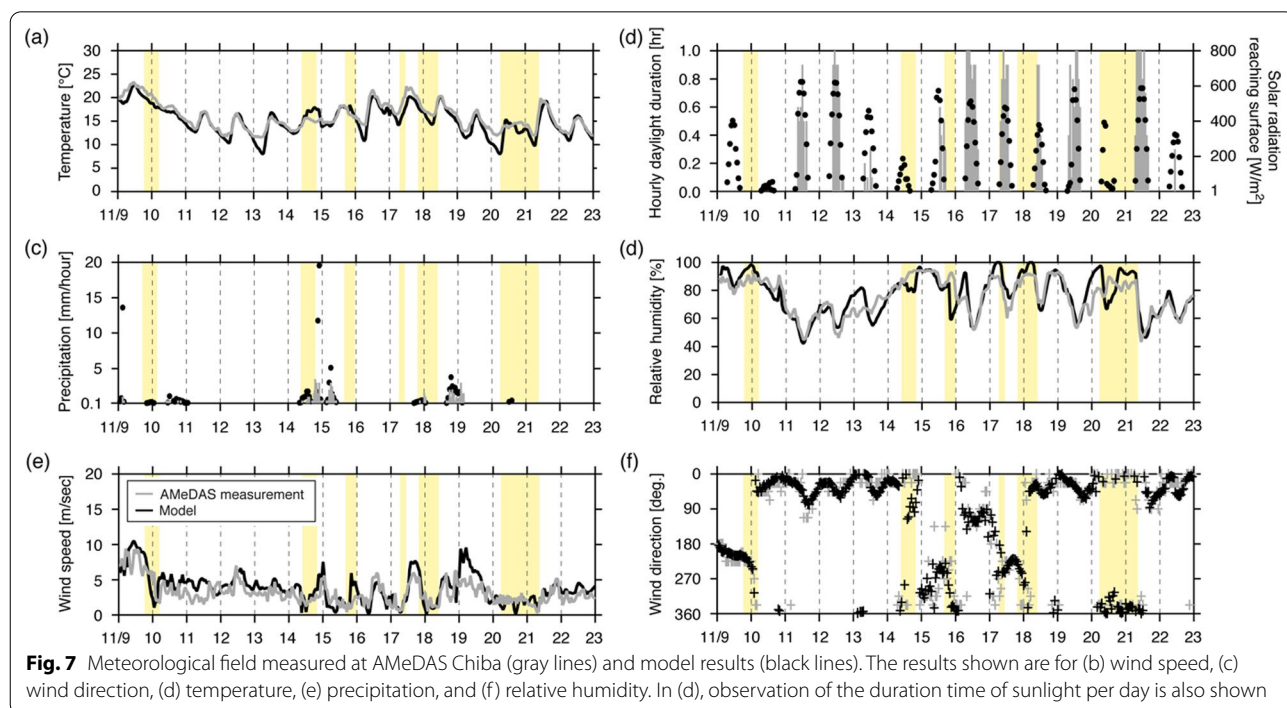 (a)
Temperature [°C]
30
25
20
15
10
5
0
11/9 10 11 12 13 14 15 16 17 18 19 20 21 22 23
(d)
Hourly daylight duration [hr]
1.0
0.8
0.6
0.4
0.2
0.0
800
600
400
200
1
Solar radiation
reaching surface [W/m²]
11/9 10 11 12 13 14 15 16 17 18 19 20 21 22 23
(c)
Precipitation [mm/hour]
20
15
10
5
0.1
11/9 10 11 12 13 14 15 16 17 18 19 20 21 22 23
(d)
Relative humidity [%]
100
80
60
40
20
0
11/9 10 11 12 13 14 15 16 17 18 19 20 21 22 23
(e)
Wind speed [m/sec]
20
15
10
5
0
AMeDAS measurement
Model
11/9 10 11 12 13 14 15 16 17 18 19 20 21 22 23
(f)
Wind direction [deg.]
0
90
180
270
360
11/9 10 11 12 13 14 15 16 17 18 19 20 21 22 23
Fig. 7 Meteorological field measured at AMeDAS Chiba (gray lines) and model results (black lines). The results shown are for (b) wind speed, (c)
wind direction, (d) temperature, (e) precipitation, and (f) relative humidity. In (d), observation of the duration time of sunlight per day is also shown